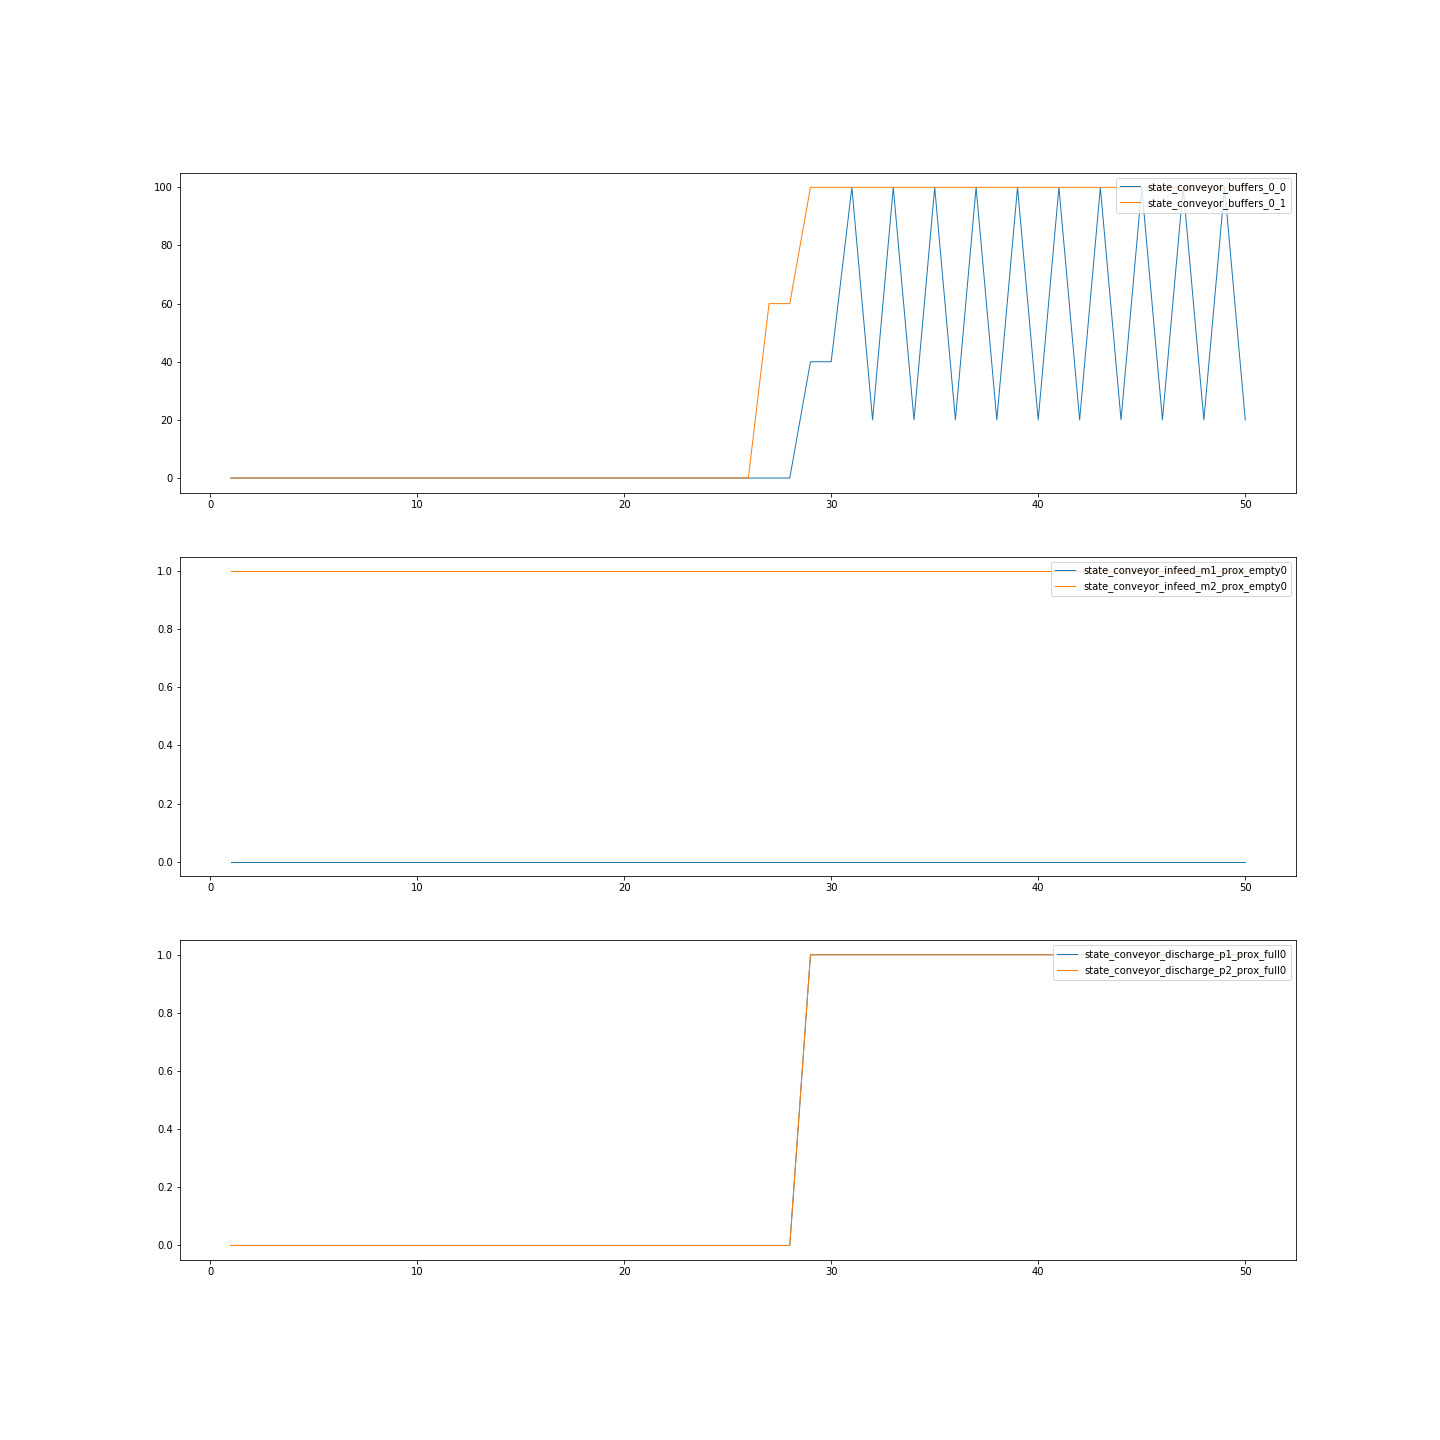 100
80
60
40
20
0
state_conveyor_buffers_0_0
state_conveyor_buffers_0_1
0 10 20 30 40 50
1.0
0.8
0.6
0.4
0.2
0.0
state_conveyor_infeed_m1_prox_empty0
state_conveyor_infeed_m2_prox_empty0
0 10 20 30 40 50
1.0
0.8
0.6
0.4
0.2
0.0
state_conveyor_discharge_p1_prox_full0
state_conveyor_discharge_p2_prox_full0
0 10 20 30 40 50